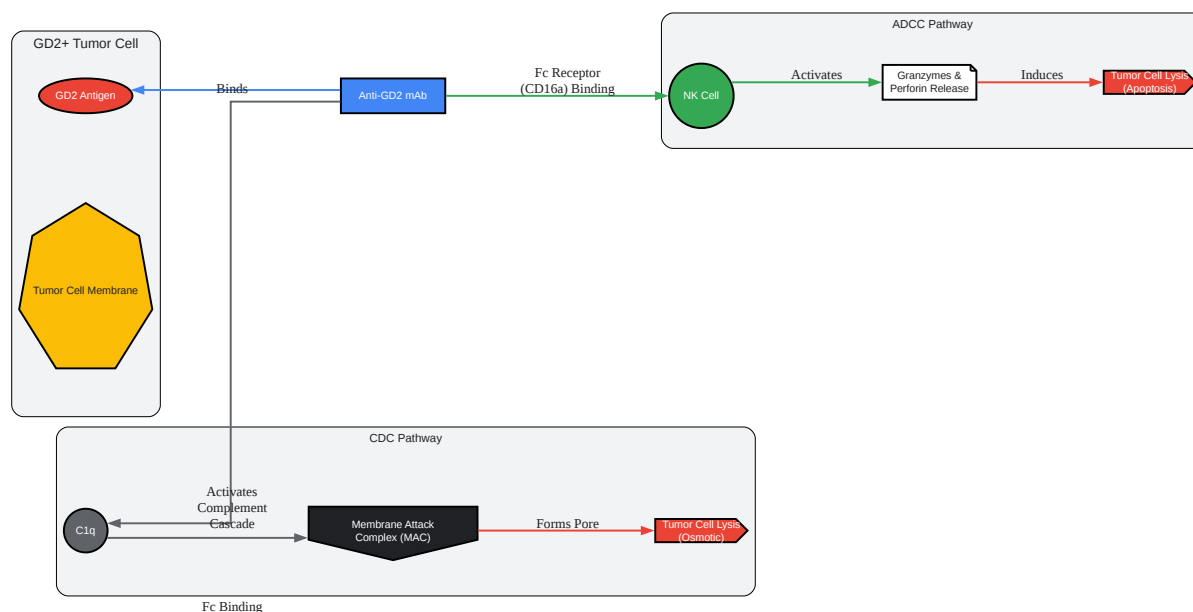 ADCC Pathway
GD2+ Tumor Cell
GD2 Antigen
Binds
Anti-GD2 mAb
Fc Receptor
(CD16a) Binding
NK Cell
Activates
Granzymes &
Perforin Release
Induces
Tumor Cell Lysis
(Apoptosis)
Tumor Cell Membrane
CDC Pathway
C1q
Activates
Complement
Cascade
Membrane Attack
Complex (MAC)
Forms Pore
Tumor Cell Lysis
(Osmotic)
Fc Binding